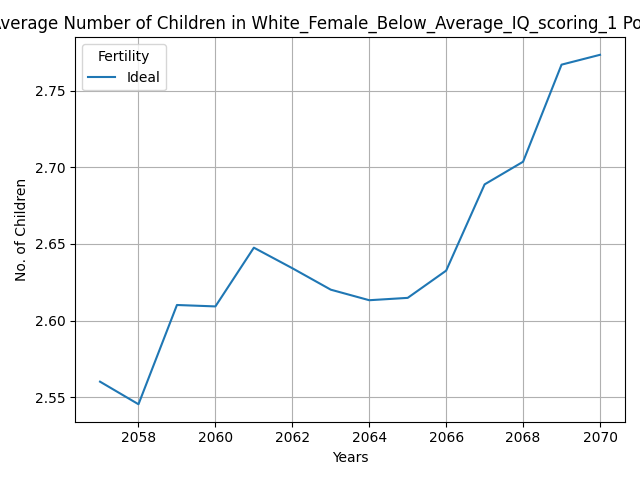 Average Number of Children in White_Female_Below_Average_IQ_scoring_1 Po
Fertility
Ideal
No. of Children
2.75
2.70
2.65
2.60
2.55
2058 2060 2062 2064 2066 2068 2070
Years